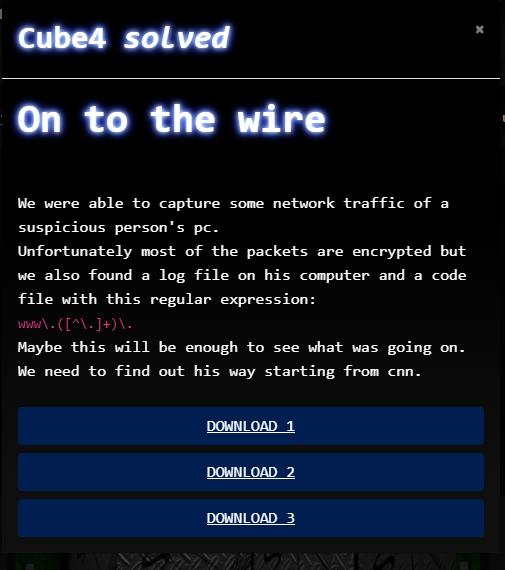 Cube4 solved
×
On to the wire
We were able to capture some network traffic of a
suspicious person's pc.
Unfortunately most of the packets are encrypted but
we also found a log file on his computer and a code
file with this regular expression:
www\.([^\.]+)\.
Maybe this will be enough to see what was going on.
We need to find out his way starting from cnn.
DOWNLOAD 1
DOWNLOAD 2
DOWNLOAD 3